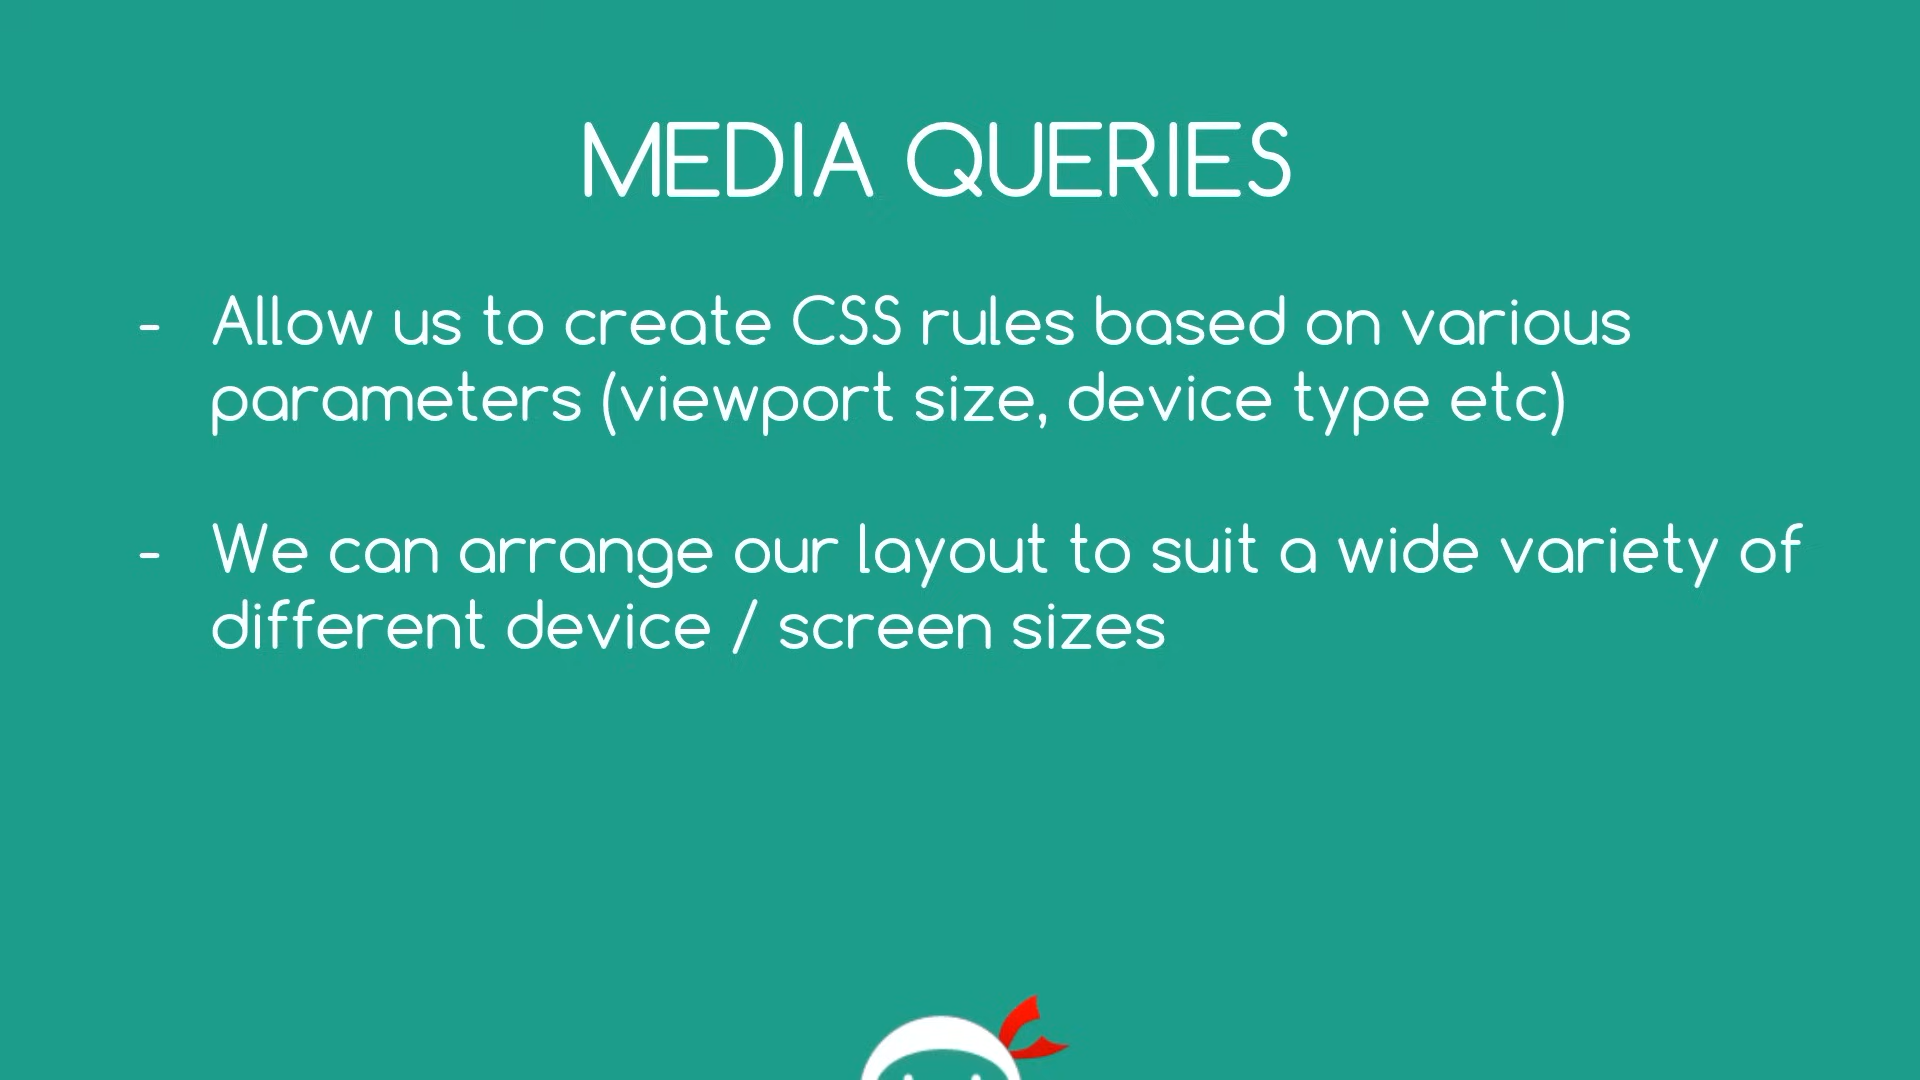 MEDIA QUERIES
- Allow us to create CSS rules based on various
parameters (viewport size, device type etc)
- We can arrange our layout to suit a wide variety of
different device / screen sizes